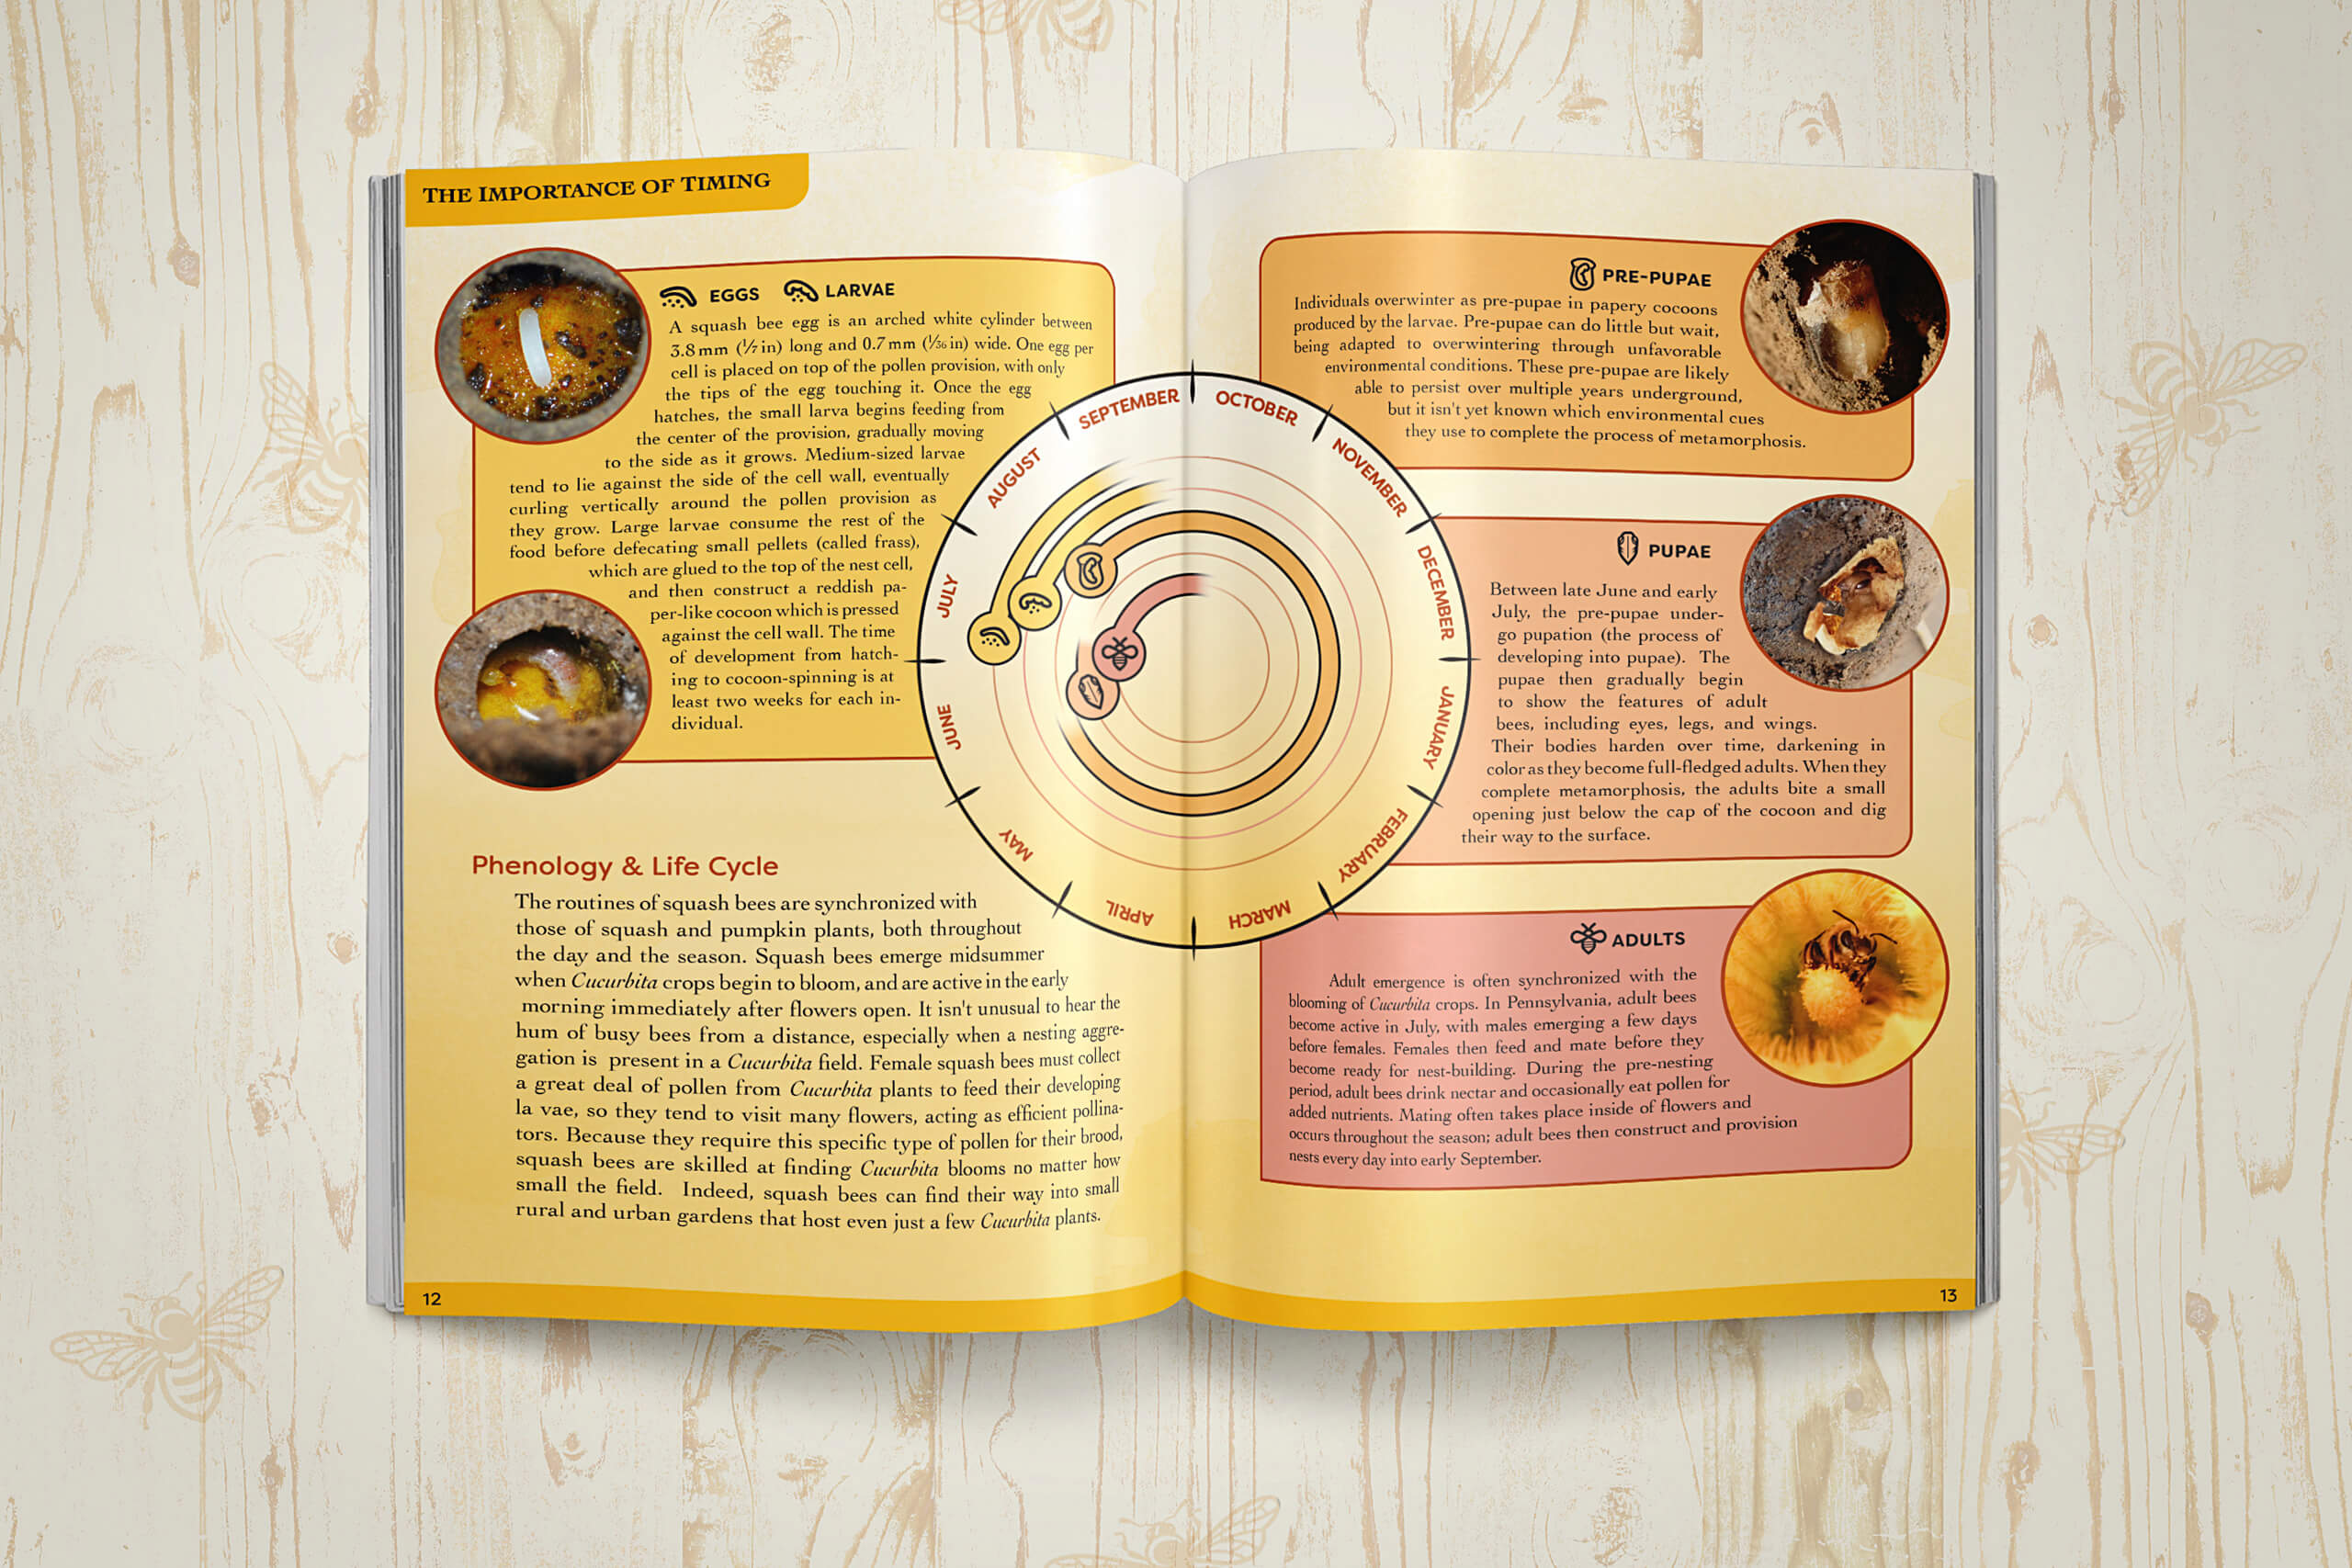 THE IMPORTANCE OF TIMING
EGGS LARVAE
A squash bee egg is an arched white cylinder between
3.8 mm (1/7 in) long and 0.7 mm (1/36 in) wide. One egg per
cell is placed on top of the pollen provision, with only
the tips of the egg touching it. Once the egg
hatches, the small larva begins feeding from
the center of the provision, gradually moving
to the side as it grows. Medium-sized larvae
tend to lie against the side of the cell wall, eventually
curling vertically around the pollen provision as
they grow. Large larvae consume the rest of the
food before defecating small pellets (called frass),
which are glued to the top of the nest cell,
and then construct a reddish pa-
per-like cocoon which is pressed
against the cell wall. The time
of development from hatch-
ing to cocoon-spinning is at
least two weeks for each in-
dividual.
Phenology & Life Cycle
The routines of squash bees are synchronized with
those of squash and pumpkin plants, both throughout
the day and the season. Squash bees emerge midsummer
when Cucurbita crops begin to bloom, and are active in the early
morning immediately after flowers open. It isn't unusual to hear the
hum of busy bees from a distance, especially when a nesting aggre-
gation is present in a Cucurbita field. Female squash bees must collect
a great deal of pollen from Cucurbita plants to feed their developing
la vae, so they tend to visit many flowers, acting as efficient pollina-
tors. Because they require this specific type of pollen for their brood,
squash bees are skilled at finding Cucurbita blooms no matter how
small the field. Indeed, squash bees can find their way into small
rural and urban gardens that host even just a few Cucurbita plants.
12
SEPTEMBER
OCTOBER
NOVEMBER
DECEMBER
JANUARY
FEBRUARY
MARCH
APRIL
MAY
JUNE
JULY
AUGUST
PRE-PUPAE
Individuals overwinter as pre-pupae in papery cocoons
produced by the larvae. Pre-pupae can do little but wait,
being adapted to overwintering through unfavorable
environmental conditions. These pre-pupae are likely
able to persist over multiple years underground,
but it isn't yet known which environmental cues
they use to complete the process of metamorphosis.
PUPAE
Between late June and early
July, the pre-pupae under-
go pupation (the process of
developing into pupae). The
pupae then gradually begin
to show the features of adult
bees, including eyes, legs, and wings.
Their bodies harden over time, darkening in
color as they become full-fledged adults. When they
complete metamorphosis, the adults bite a small
opening just below the cap of the cocoon and dig
their way to the surface.
ADULTS
Adult emergence is often synchronized with the
blooming of Cucurbita crops. In Pennsylvania, adult bees
become active in July, with males emerging a few days
before females. Females then feed and mate before they
become ready for nest-building. During the pre-nesting
period, adult bees drink nectar and occasionally eat pollen for
added nutrients. Mating often takes place inside of flowers and
occurs throughout the season; adult bees then construct and provision
nests every day into early September.
13